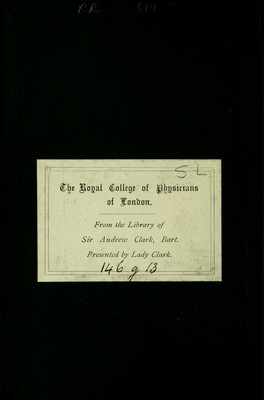 SL
The Royal College of Physicians
of London.
From the Library of
Sir Andrew Clark, Bart.
Presented by Lady Clark.
146 g 13